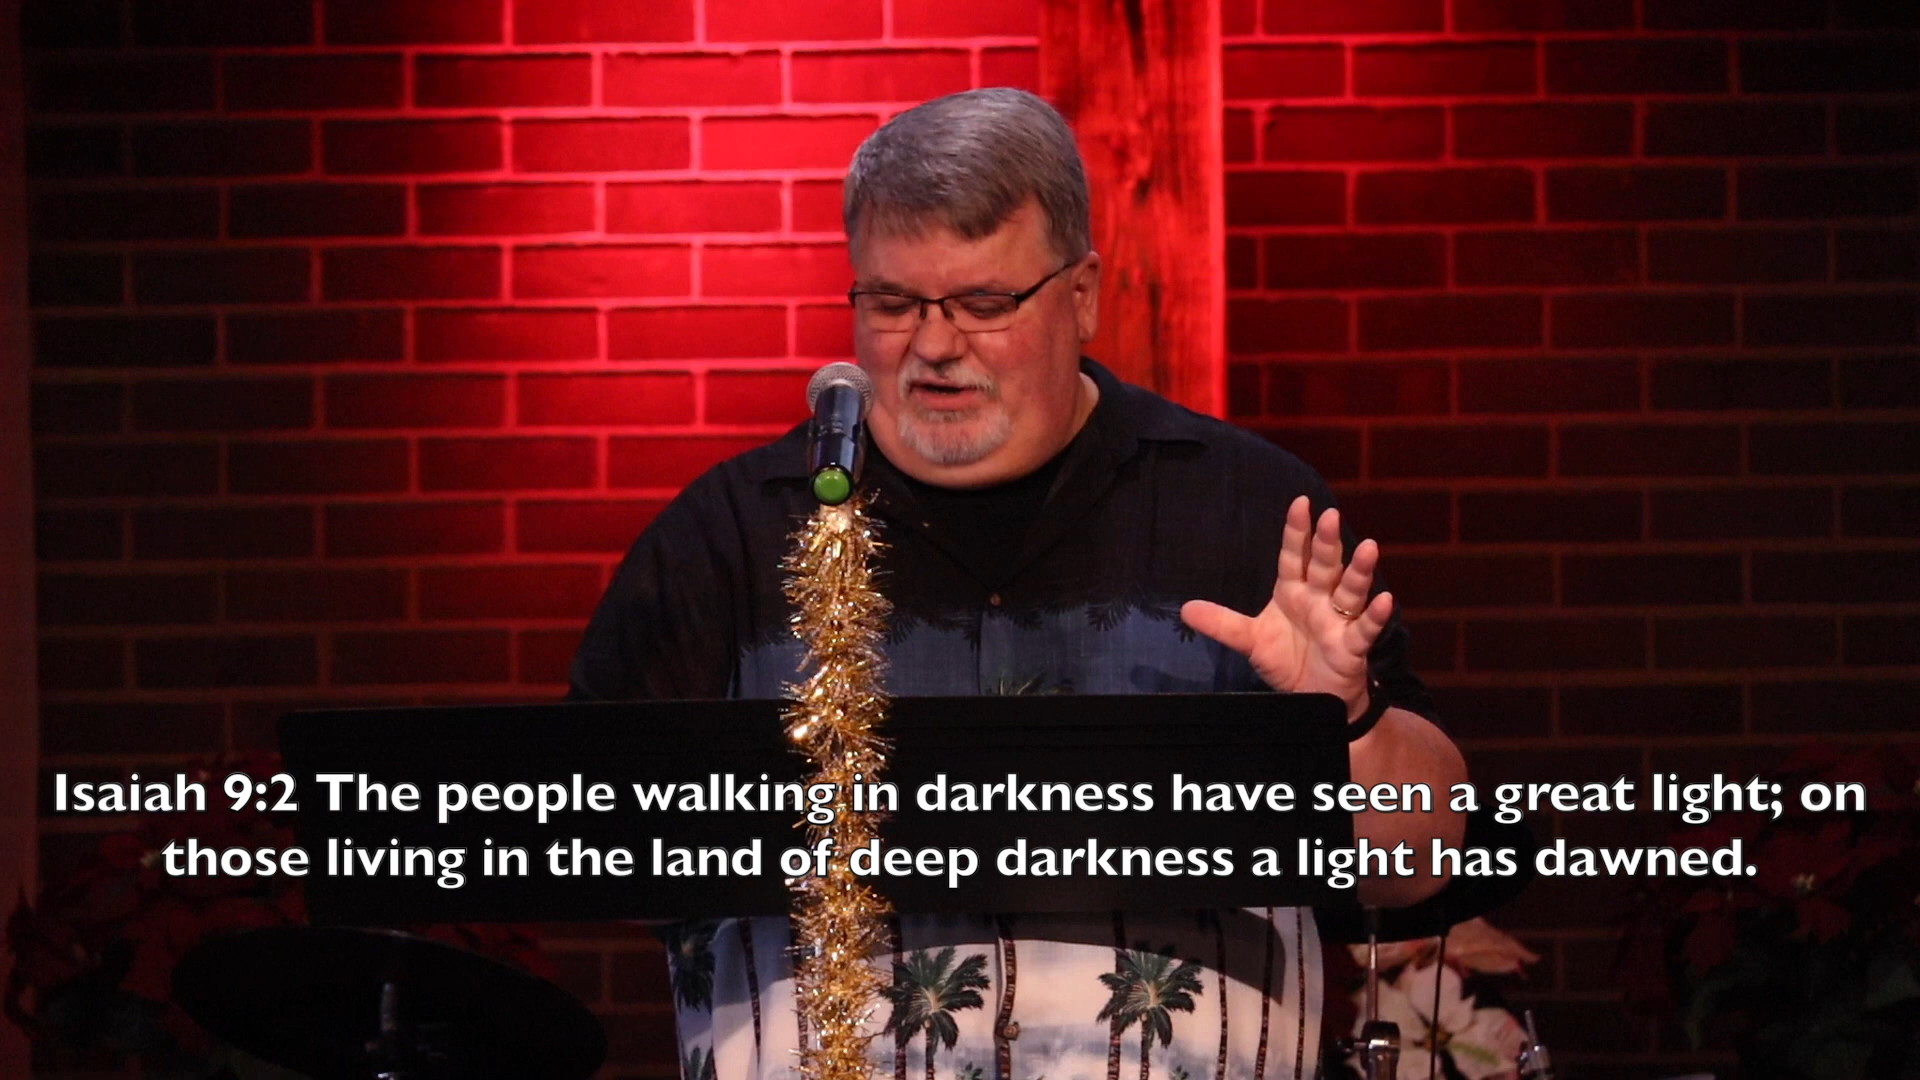 Isaiah 9:2 The people walking in darkness have seen a great light; on
those living in the land of deep darkness a light has dawned.